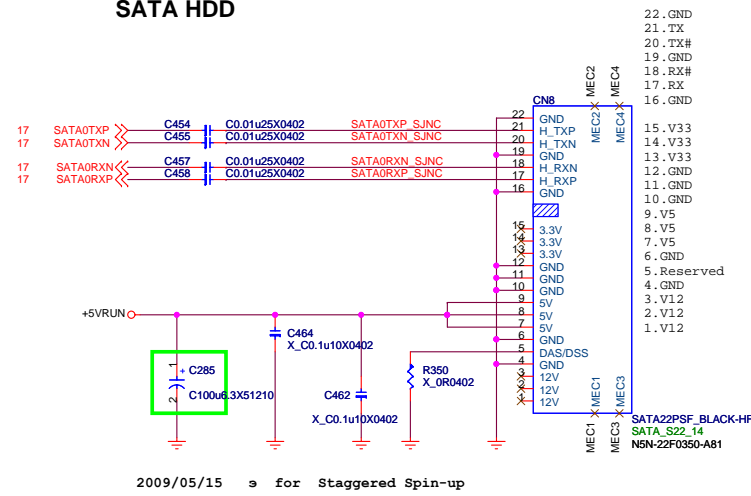 SATA HDD
22.GND
21.TX
20.TX#
19.GND
18.RX#
17.RX
16.GND
15.V33
14.V33
13.V33
12.GND
11.GND
10.GND
9.V5
8.V5
7.V5
6.GND
5.Reserved
4.GND
3.V12
2.V12
1.V12
MEC2
MEC4
CN8
MEC2
MEC4
17 SATA0TXP C454 C0.01u25X0402 SATA0TXP_SJNC 22 GND
17 SATA0TXN C455 C0.01u25X0402 SATA0TXN_SJNC 21 H_TXP
20 H_TXN
19 GND
17 SATA0RXN C457 C0.01u25X0402 SATA0RXN_SJNC 18 H_RXN
17 SATA0RXP C458 C0.01u25X0402 SATA0RXP_SJNC 17 H_RXP
16 GND
15 3.3V
14 3.3V
13 3.3V
12 GND
11 GND
10 GND
9 5V
+5VRUN 8 5V
7 5V
6 GND
5 DAS/DSS
4 GND
3 12V
2 12V
1 12V
C464
X_C0.1u10X0402
1 + C285
2 C100u6.3X51210
C462
X_C0.1u10X0402
R350
X_0R0402
MEC1
MEC3
MEC1
MEC3
SATA22PSF_BLACK-HF
SATA_S22_14
N5N-22F0350-A81
2009/05/15 for Staggered Spin-up